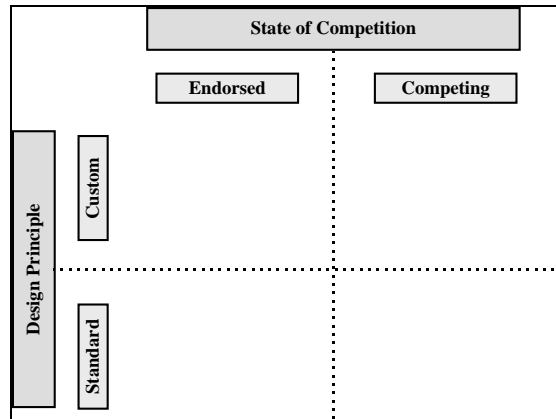 State of Competition
Endorsed
Competing
Design Principle
Custom
Standard